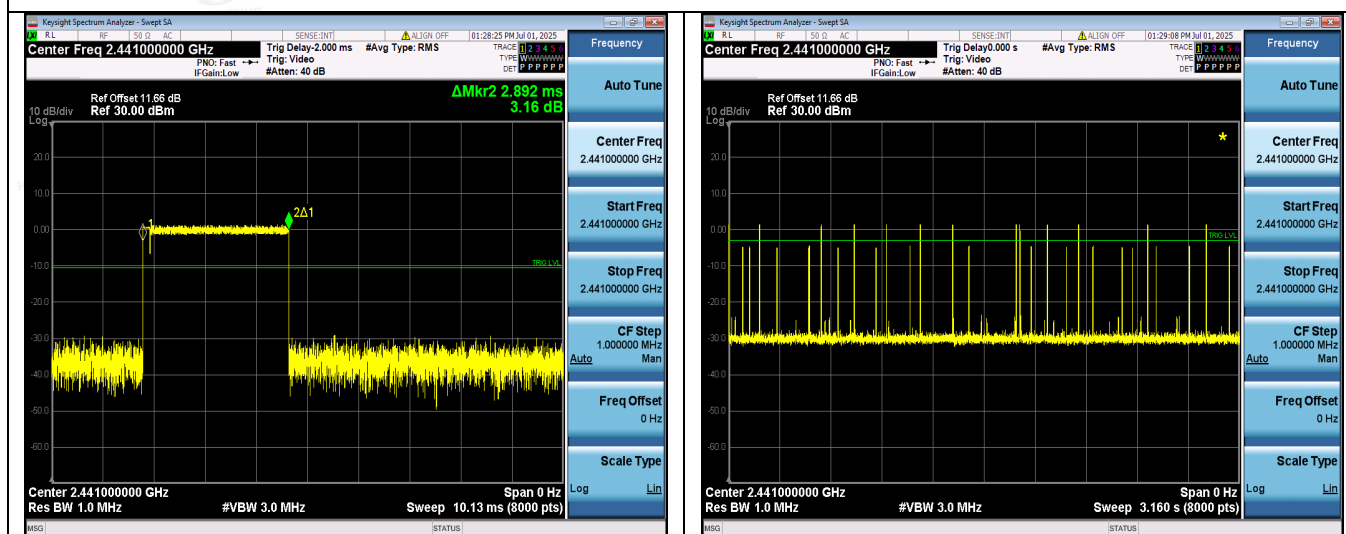 Keysight Spectrum Analyzer - Swept SA
LXI RL RF 50 Ω AC SENSE:INT ALIGN OFF 01:28:25 PM Jul 01, 2025
Center Freq 2.441000000 GHz
Trig Delay-2.000 ms #Avg Type: RMS
TRACE 1 2 3 4 5 6
PNO: Fast Trig: Video
TYPE WWWWWW
IFGain:Low #Atten: 40 dB
DET P P P P P P
Frequency
Auto Tune
Ref Offset 11.66 dB
ΔMkr2 2.892 ms
10 dB/div Ref 30.00 dBm
3.16 dB
Log
20.0
10.0
0.00
-10.0
-20.0
-30.0
-40.0
-50.0
-60.0
1
2Δ1
TRIG LVL
Center Freq
2.441000000 GHz
Start Freq
2.441000000 GHz
Stop Freq
2.441000000 GHz
CF Step
1.000000 MHz
Auto Man
Freq Offset
0 Hz
Scale Type
Log Lin
Center 2.441000000 GHz Span 0 Hz
Res BW 1.0 MHz #VBW 3.0 MHz Sweep 10.13 ms (8000 pts)
MSG STATUS
Keysight Spectrum Analyzer - Swept SA
LXI RL RF 50 Ω AC SENSE:INT ALIGN OFF 01:29:08 PM Jul 01, 2025
Center Freq 2.441000000 GHz
Trig Delay0.000 s #Avg Type: RMS
TRACE 1 2 3 4 5 6
PNO: Fast Trig: Video
TYPE WWWWWW
IFGain:Low #Atten: 40 dB
DET P P P P P P
Frequency
Auto Tune
Ref Offset 11.66 dB
10 dB/div Ref 30.00 dBm
Log
20.0
10.0
0.00
-10.0
-20.0
-30.0
-40.0
-50.0
-60.0
*
TRIG LVL
Center Freq
2.441000000 GHz
Start Freq
2.441000000 GHz
Stop Freq
2.441000000 GHz
CF Step
1.000000 MHz
Auto Man
Freq Offset
0 Hz
Scale Type
Log Lin
Center 2.441000000 GHz Span 0 Hz
Res BW 1.0 MHz #VBW 3.0 MHz Sweep 3.160 s (8000 pts)
MSG STATUS